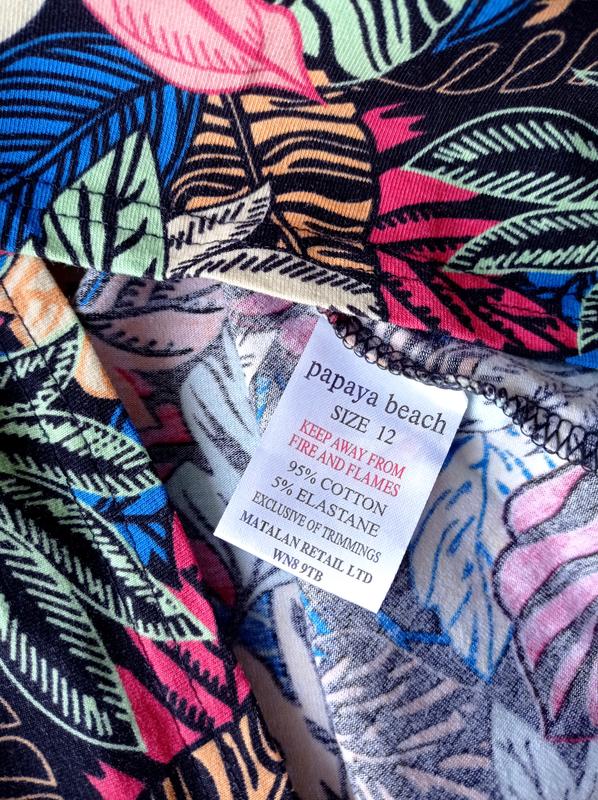 papaya beach
SIZE 12
KEEP AWAY FROM
FIRE AND FLAMES
95% COTTON
5% ELASTANE
EXCLUSIVE OF TRIMMINGS
MATALAN RETAIL LTD
WN8 9TB